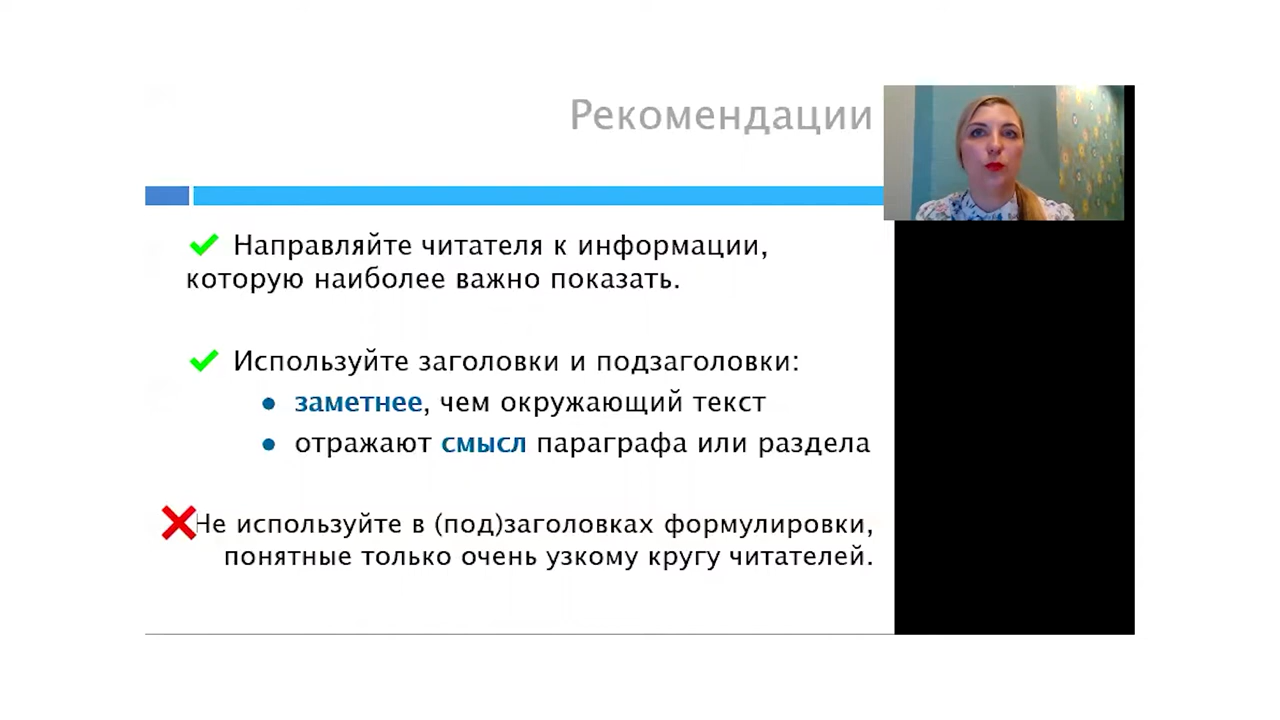 Рекомендации
Направляйте читателя к информации,
которую наиболее важно показать.
Используйте заголовки и подзаголовки:
заметнее, чем окружающий текст
отражают смысл параграфа или раздела
Не используйте в (под)заголовках формулировки,
понятные только очень узкому кругу читателей.